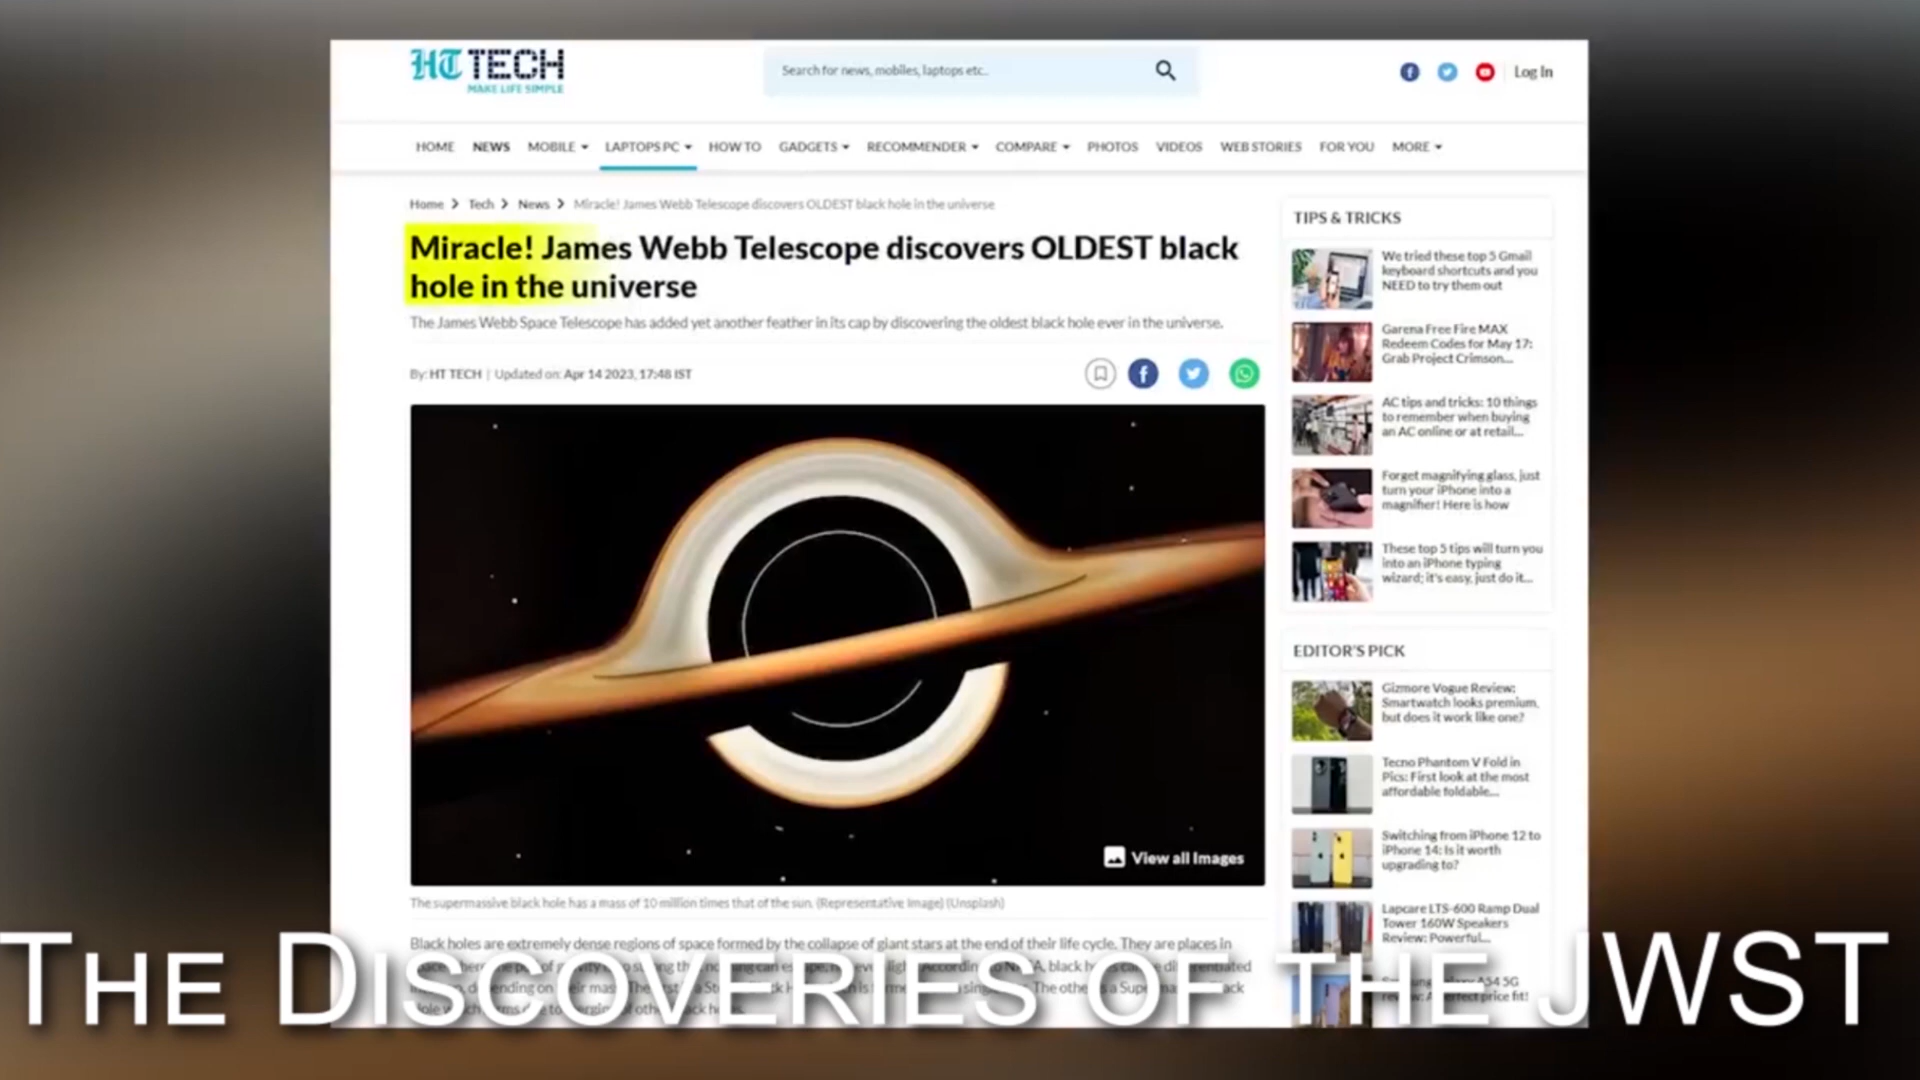 HT TECH
MAKE LIFE SIMPLE
Search for news, mobiles, laptops etc..
Log In
HOME NEWS MOBILE LAPTOPS PC HOW TO GADGETS RECOMMENDER COMPARE PHOTOS VIDEOS WEB STORIES FOR YOU MORE
Home > Tech > News > Miracle! James Webb Telescope discovers OLDEST black hole in the universe
Miracle! James Webb Telescope discovers OLDEST black
hole in the universe
The James Webb Space Telescope has added yet another feather in its cap by discovering the oldest black hole ever in the universe.
By: HT TECH | Updated on: Apr 14 2023, 17:48 IST
View all Images
The supermassive black hole has a mass of 10 million times that of the sun. (Representative Image) (Unsplash)
Black holes are extremely dense regions of space formed by the collapse of giant stars at the end of their life cycle. They are places in
TIPS & TRICKS
We tried these top 5 Gmail
keyboard shortcuts and you
NEED to try them out
Garena Free Fire MAX
Redeem Codes for May 17:
Grab Project Crimson...
AC tips and tricks: 10 things
to remember when buying
an AC online or at retail...
Forget magnifying glass, just
turn your iPhone into a
magnifier! Here is how
These top 5 tips will turn you
into an iPhone typing
wizard; it's easy, just do it...
EDITOR'S PICK
Gizmore Vogue Review:
Smartwatch looks premium,
but does it work like one?
Tecno Phantom V Fold in
Pics: First look at the most
affordable foldable...
Switching from iPhone 12 to
iPhone 14: Is it worth
upgrading to?
Lapcare LTS-600 Ramp Dual
Tower 160W Speakers
Review: Powerful...
A54 5G
price fit!
THE DISCOVERIES OF THE JWST